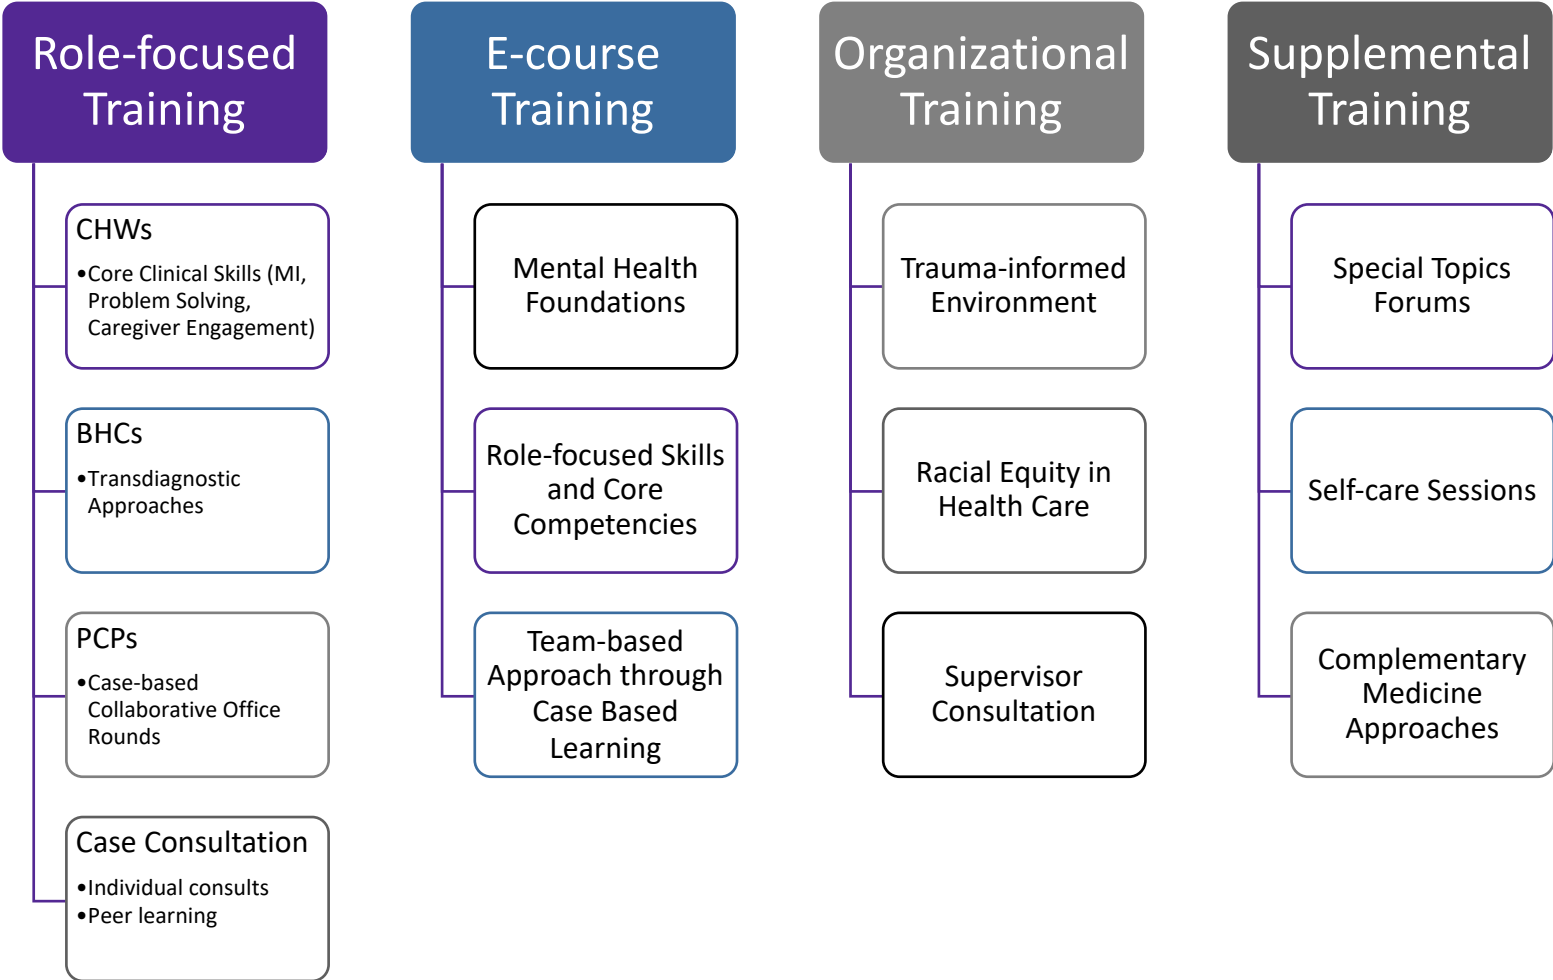 Role-focused
Training
CHWs
•Core Clinical Skills (MI,
Problem Solving,
Caregiver Engagement)
BHCs
•Transdiagnostic
Approaches
PCPs
•Case-based
Collaborative Office
Rounds
Case Consultation
•Individual consults
•Peer learning
E-course
Training
Mental Health
Foundations
Role-focused Skills
and Core
Competencies
Team-based
Approach through
Case Based
Learning
Organizational
Training
Trauma-informed
Environment
Racial Equity in
Health Care
Supervisor
Consultation
Supplemental
Training
Special Topics
Forums
Self-care Sessions
Complementary
Medicine
Approaches